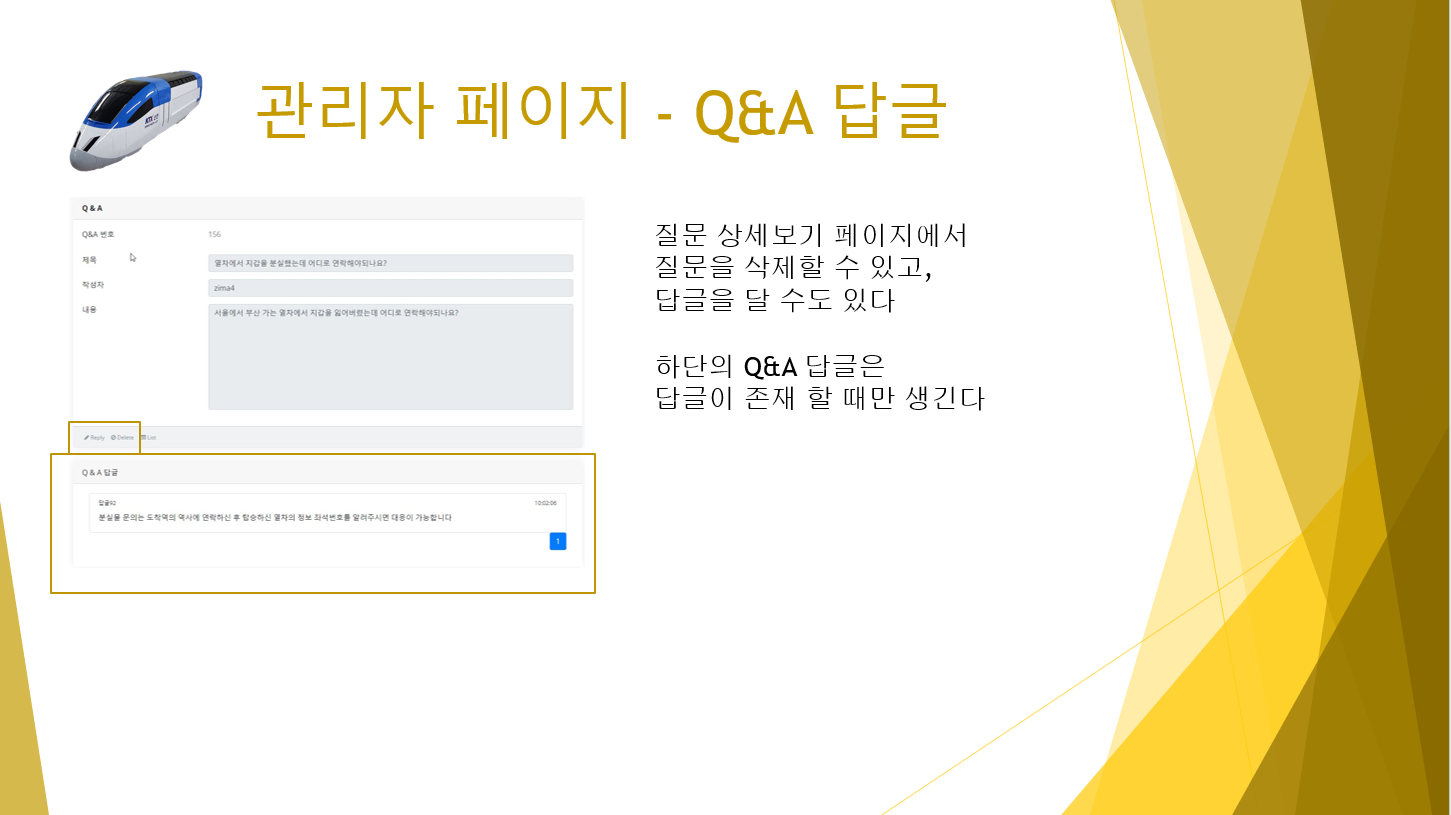 관리자 페이지 - Q&A 답글
Q & A
Q&A 번호 156
제목 열차에서 지갑을 분실했는데 어디로 연락해야되나요?
작성자 zima4
내용 서울에서 부산 가는 열차에서 지갑을 잃어버렸는데 어디로 연락해야되나요?
Reply Delete List
Q & A 답글
답글92 10:02:06
분실물 문의는 도착역의 역사에 연락하신 후 탑승하신 열차의 정보 좌석번호를 알려주시면 대응이 가능합니다
1
질문 상세보기 페이지에서
질문을 삭제할 수 있고,
답글을 달 수도 있다
하단의 Q&A 답글은
답글이 존재 할 때만 생긴다